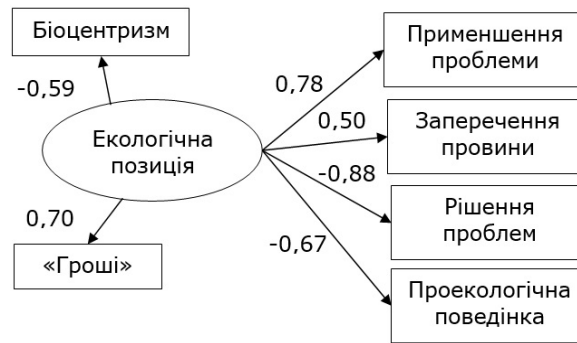 Біоцентризм
-0,59
Екологічна
позиція
0,70
«Гроші»
0,78
Применшення
проблеми
0,50
Заперечення
провини
-0,88
Рішення
проблем
-0,67
Проекологічна
поведінка